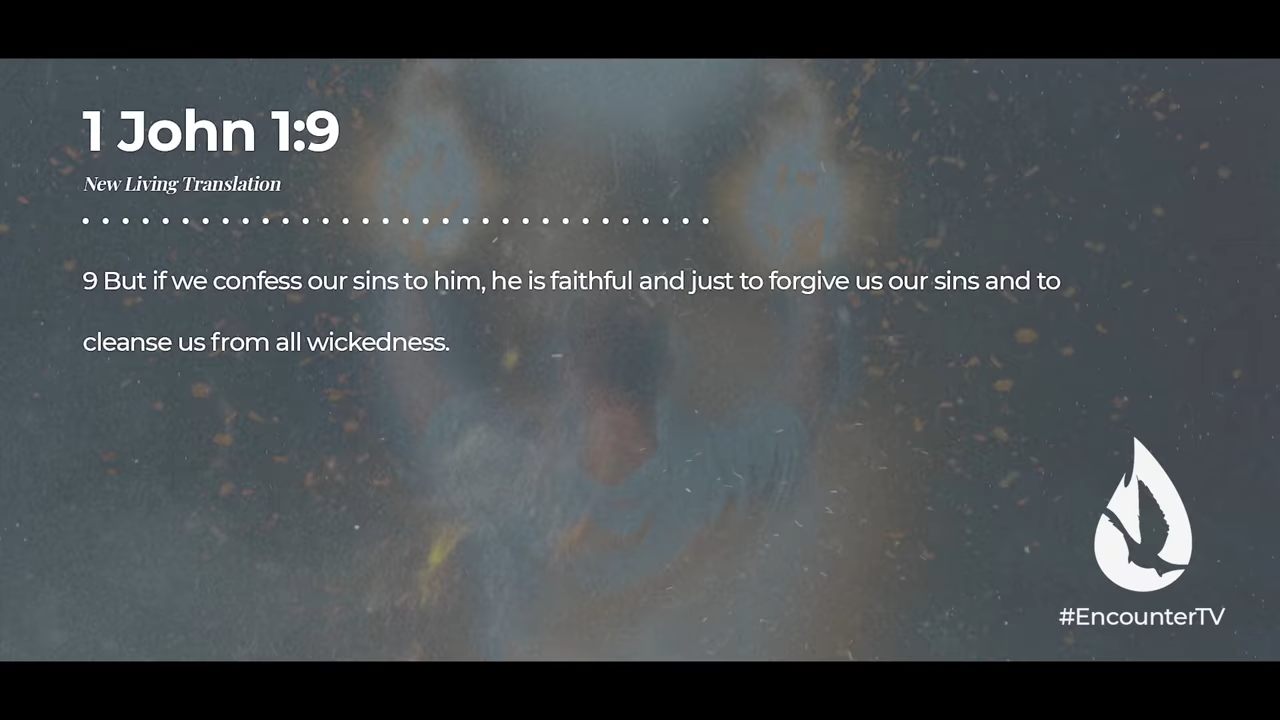 1 John 1:9
New Living Translation
9 But if we confess our sins to him, he is faithful and just to forgive us our sins and to
cleanse us from all wickedness.
#EncounterTV